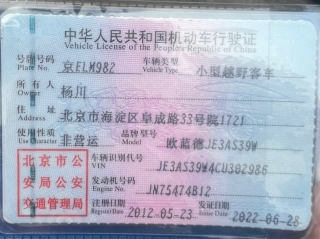 中华人民共和国机动车行驶证
Vehicle License of the People's Republic of China
号牌号码 京ELM982 车辆类型 小型越野客车
Plate No. Vehicle Type
所有人 杨川
Owner
住址 北京市海淀区阜成路33号院1721
Address
使用性质 非营运 品牌型号 欧蓝德JE3AS39W
Use Character Model
北京市公 车辆识别代号 JE3AS39W4CU302986
安局公安 VIN
交通管理局 发动机号码 JN7S474B12
Engine No.
注册日期 2012-05-23 发证日期 2022-06-28
Register Date Issue Date